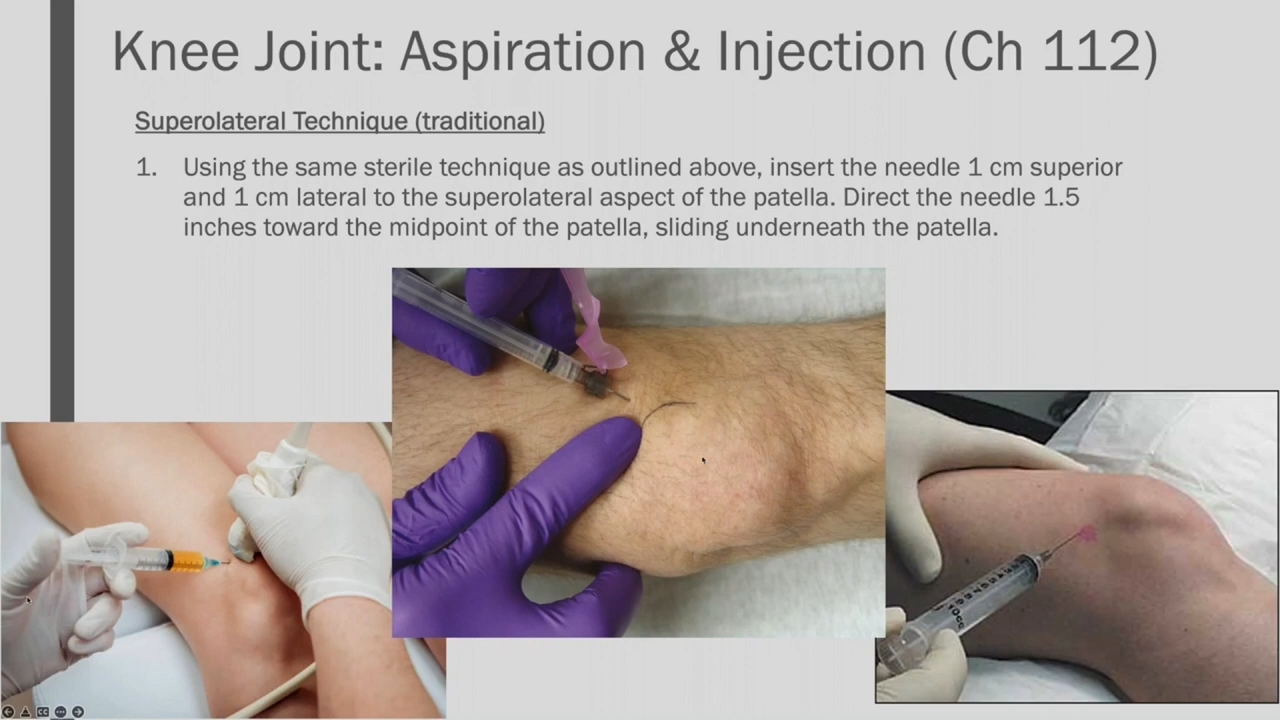 Knee Joint: Aspiration & Injection (Ch 112)
Superolateral Technique (traditional)
1. Using the same sterile technique as outlined above, insert the needle 1 cm superior
and 1 cm lateral to the superolateral aspect of the patella. Direct the needle 1.5
inches toward the midpoint of the patella, sliding underneath the patella.